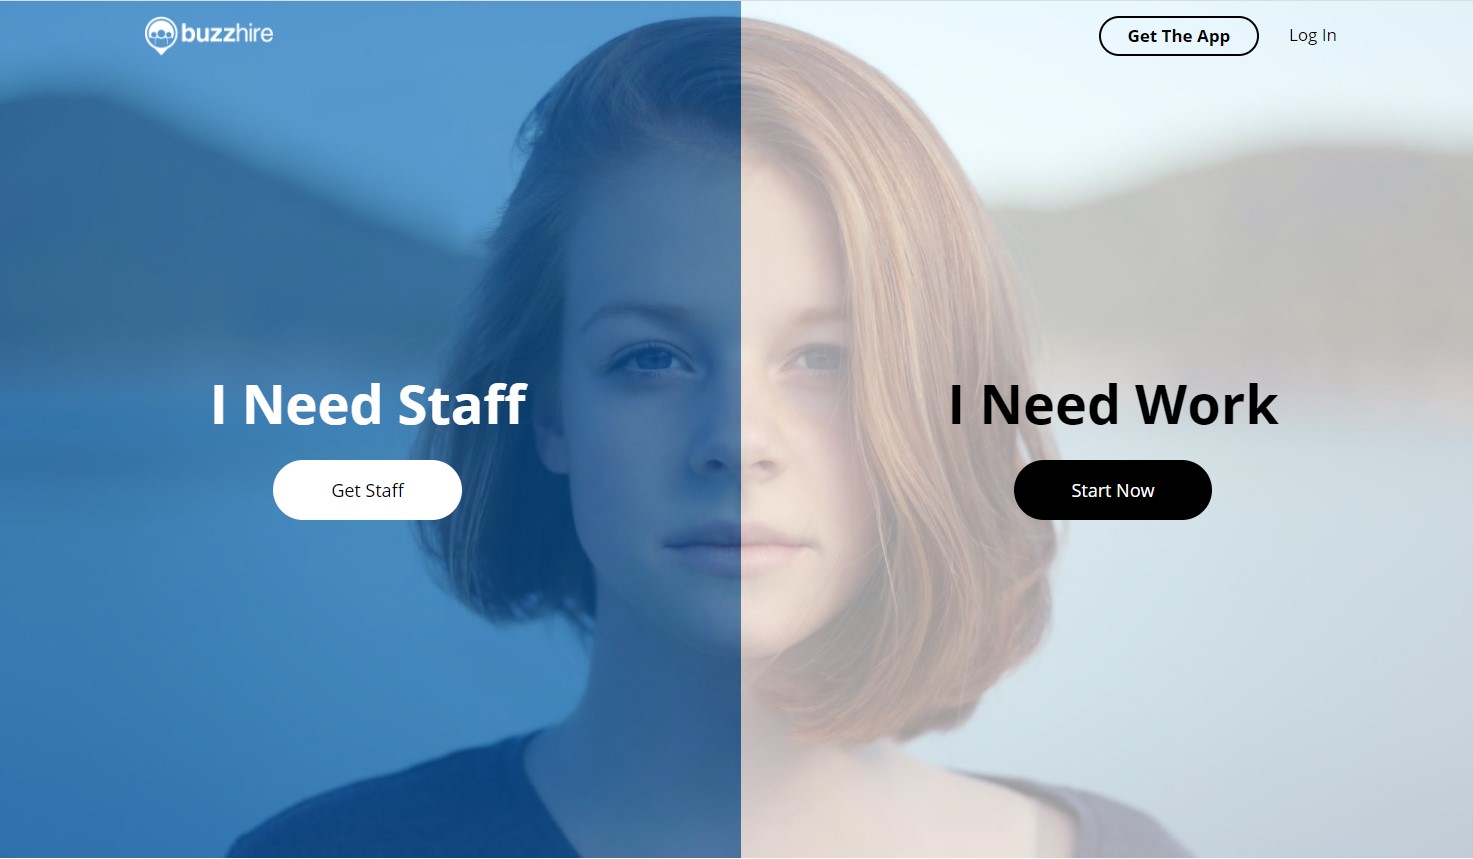 buzzhire
Get The App
Log In
I Need Staff
Get Staff
I Need Work
Start Now